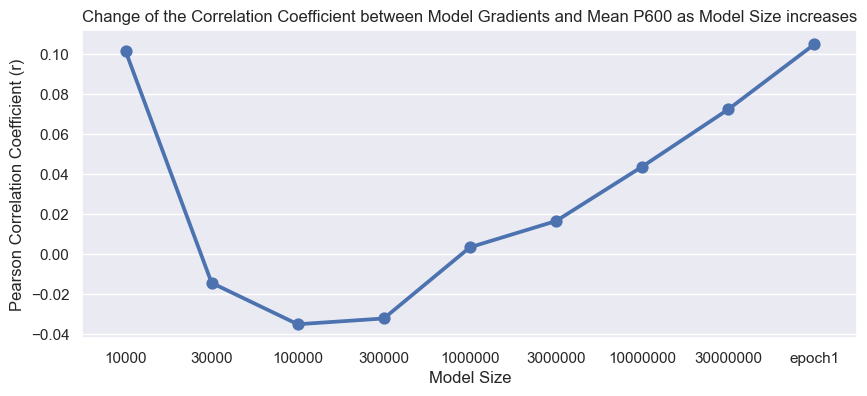 Change of the Correlation Coefficient between Model Gradients and Mean P600 as Model Size increases
Pearson Correlation Coefficient (r)
0.10
0.08
0.06
0.04
0.02
0.00
−0.02
−0.04
10000 30000 100000 300000 1000000 3000000 10000000 30000000 epoch1
Model Size